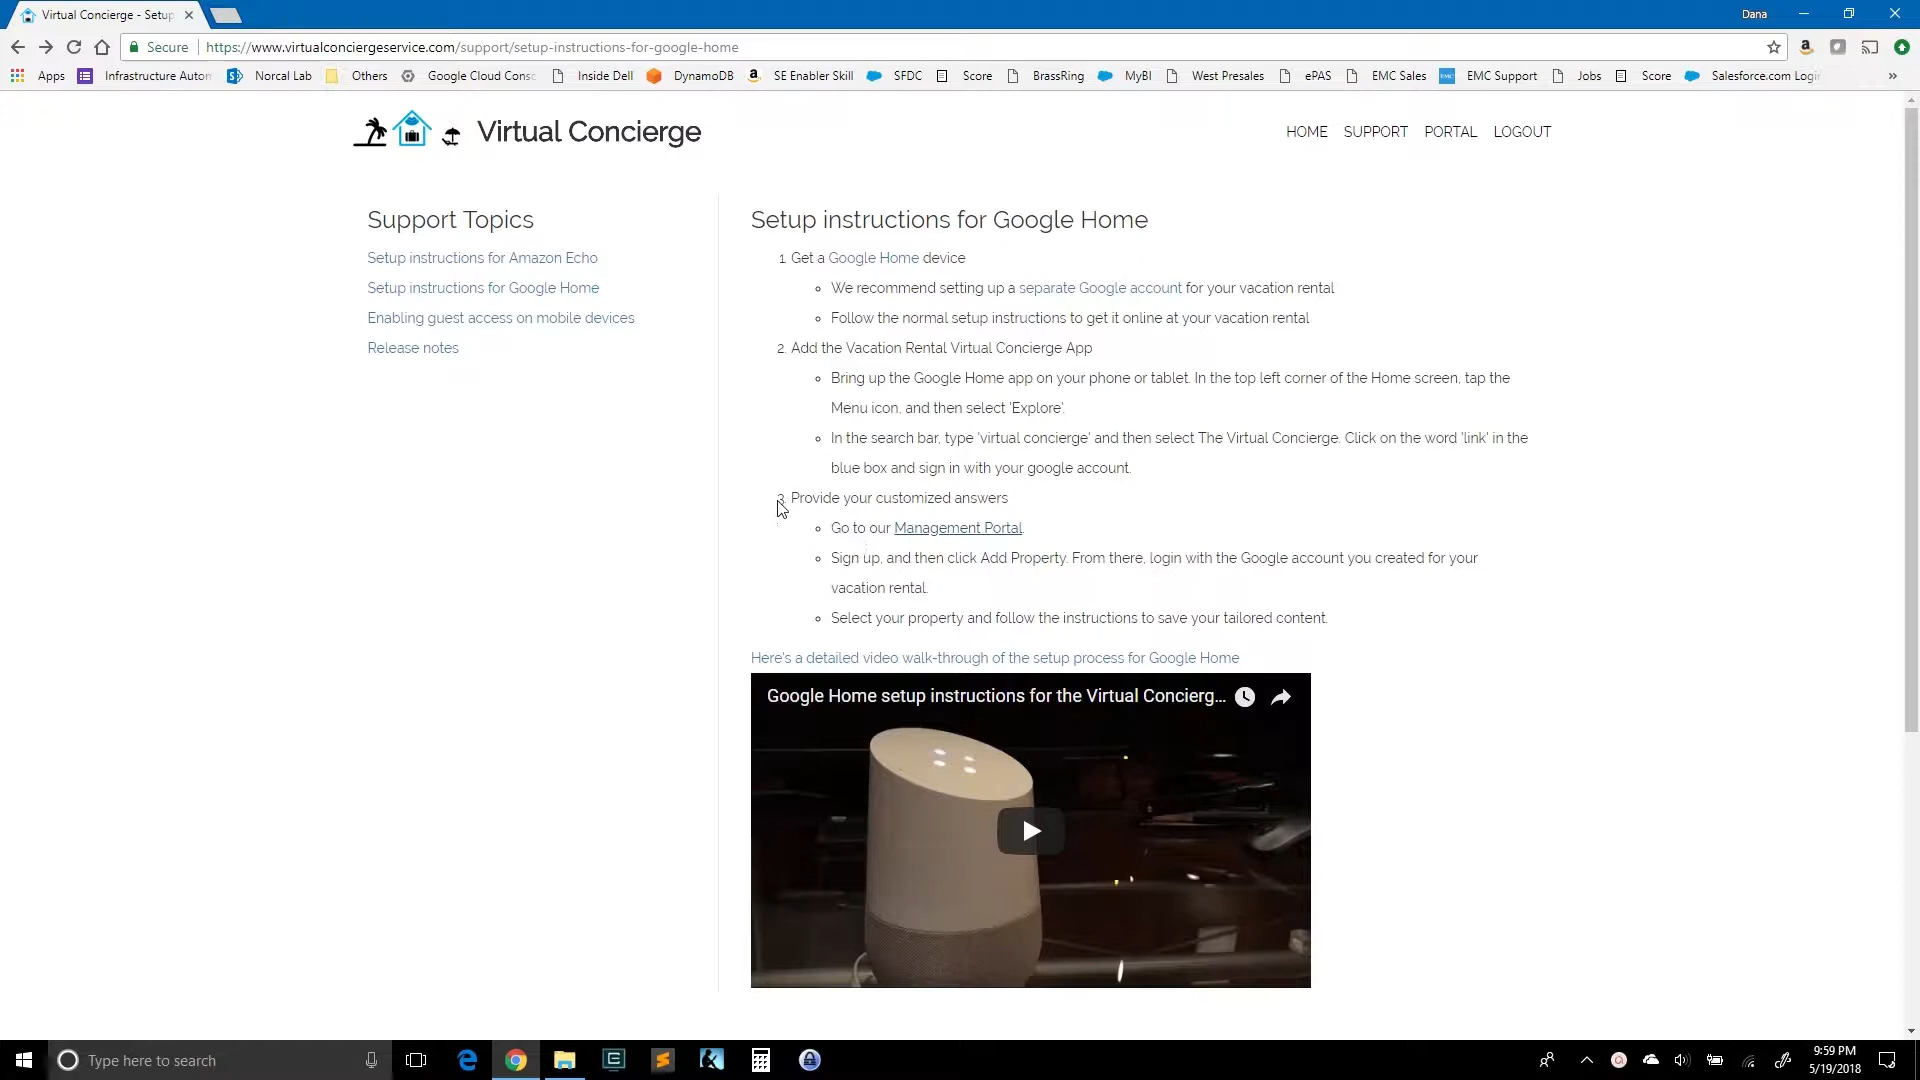 Virtual Concierge - Setup
Dana
Secure
https://www.virtualconciergeservice.com/support/setup-instructions-for-google-home
Apps
Infrastructure Auton
Norcal Lab
Others
Google Cloud Conso
Inside Dell
DynamoDB
SE Enabler Skill
SFDC
Score
BrassRing
MyBI
West Presales
ePAS
EMC Sales
EMC Support
Jobs
Score
Salesforce.com Login
Virtual Concierge
HOME
SUPPORT
PORTAL
LOGOUT
Support Topics
Setup instructions for Amazon Echo
Setup instructions for Google Home
Enabling guest access on mobile devices
Release notes
Setup instructions for Google Home
1. Get a Google Home device
We recommend setting up a separate Google account for your vacation rental
Follow the normal setup instructions to get it online at your vacation rental
2. Add the Vacation Rental Virtual Concierge App
Bring up the Google Home app on your phone or tablet. In the top left corner of the Home screen, tap the
Menu icon, and then select 'Explore'.
In the search bar, type 'virtual concierge' and then select The Virtual Concierge. Click on the word 'link' in the
blue box and sign in with your google account.
3. Provide your customized answers
Go to our Management Portal.
Sign up, and then click Add Property. From there, login with the Google account you created for your
vacation rental.
Select your property and follow the instructions to save your tailored content.
Here's a detailed video walk-through of the setup process for Google Home
Google Home setup instructions for the Virtual Concierg...
Type here to search
9:59 PM
5/19/2018